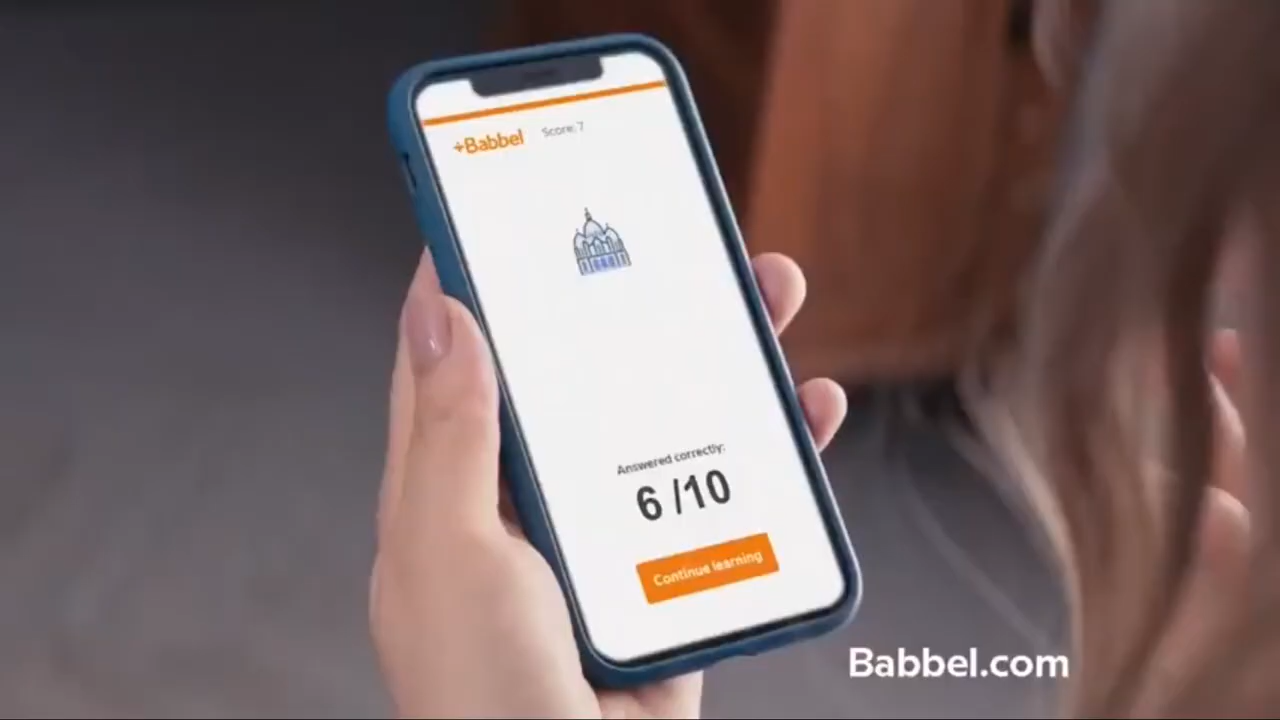 +Babbel
Score: 7
Answered correctly:
6 /10
Continue learning
Babbel.com